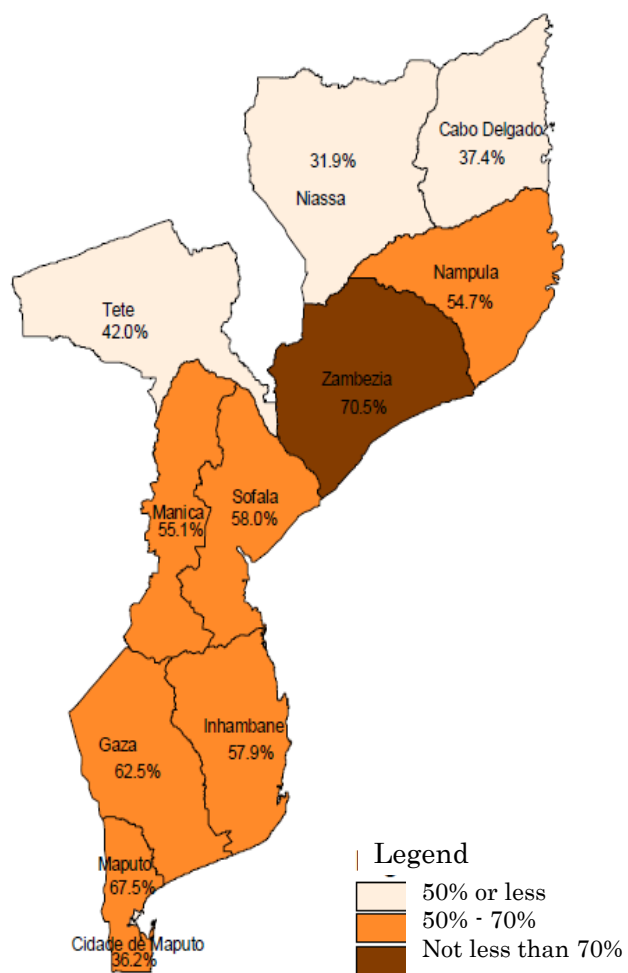 Cabo Delgado
37.4%
31.9%
Niassa
Nampula
54.7%
Tete
42.0%
Zambezia
70.5%
Sofala
58.0%
Manica
55.1%
Inhambane
57.9%
Gaza
62.5%
Maputo
67.5%
Cidade de Maputo
36.2%
Legend
50% or less
50% - 70%
Not less than 70%